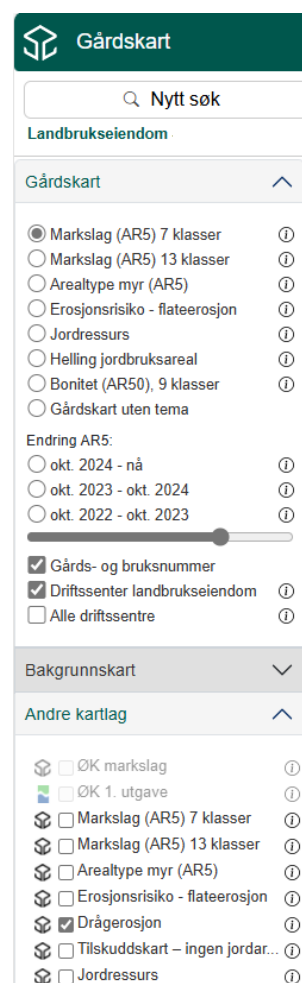 Gårdskart
Nytt søk
Landbrukseiendom
Gårdskart
Markslag (AR5) 7 klasser
Markslag (AR5) 13 klasser
Arealtype myr (AR5)
Erosjonsrisiko - flateerosjon
Jordressurs
Helling jordbruksareal
Bonitet (AR50), 9 klasser
Gårdskart uten tema
Endring AR5:
okt. 2024 - nå
okt. 2023 - okt. 2024
okt. 2022 - okt. 2023
Gårds- og bruksnummer
Driftssenter landbrukseiendom
Alle driftssentre
Bakgrunnskart
Andre kartlag
ØK markslag
ØK 1. utgave
Markslag (AR5) 7 klasser
Markslag (AR5) 13 klasser
Arealtype myr (AR5)
Erosjonsrisiko - flateerosjon
Drågerosjon
Tilskuddskart – ingen jordar...
Jordressurs